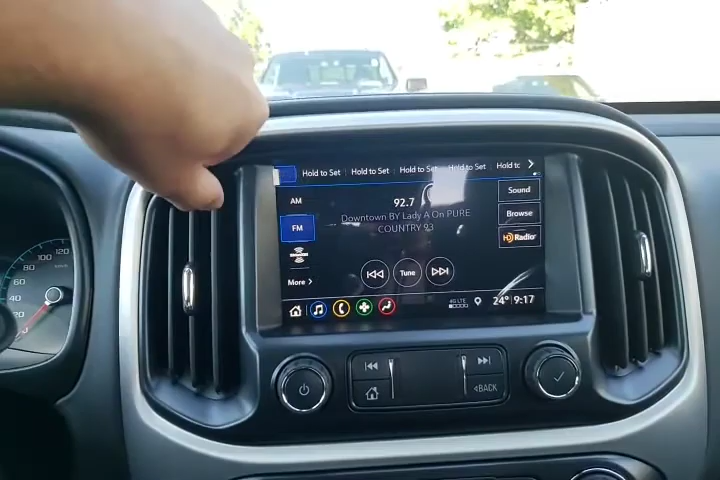 Hold to Set Hold to Set Hold to Set Hold to Set Hold to
AM
92.7
Sound
FM
Downtown BY Lady A On PURE
COUNTRY 93
Browse
HD Radio
More
Tune
4G LTE 24° 9:17
BACK
120
100
80
60
40
20
0